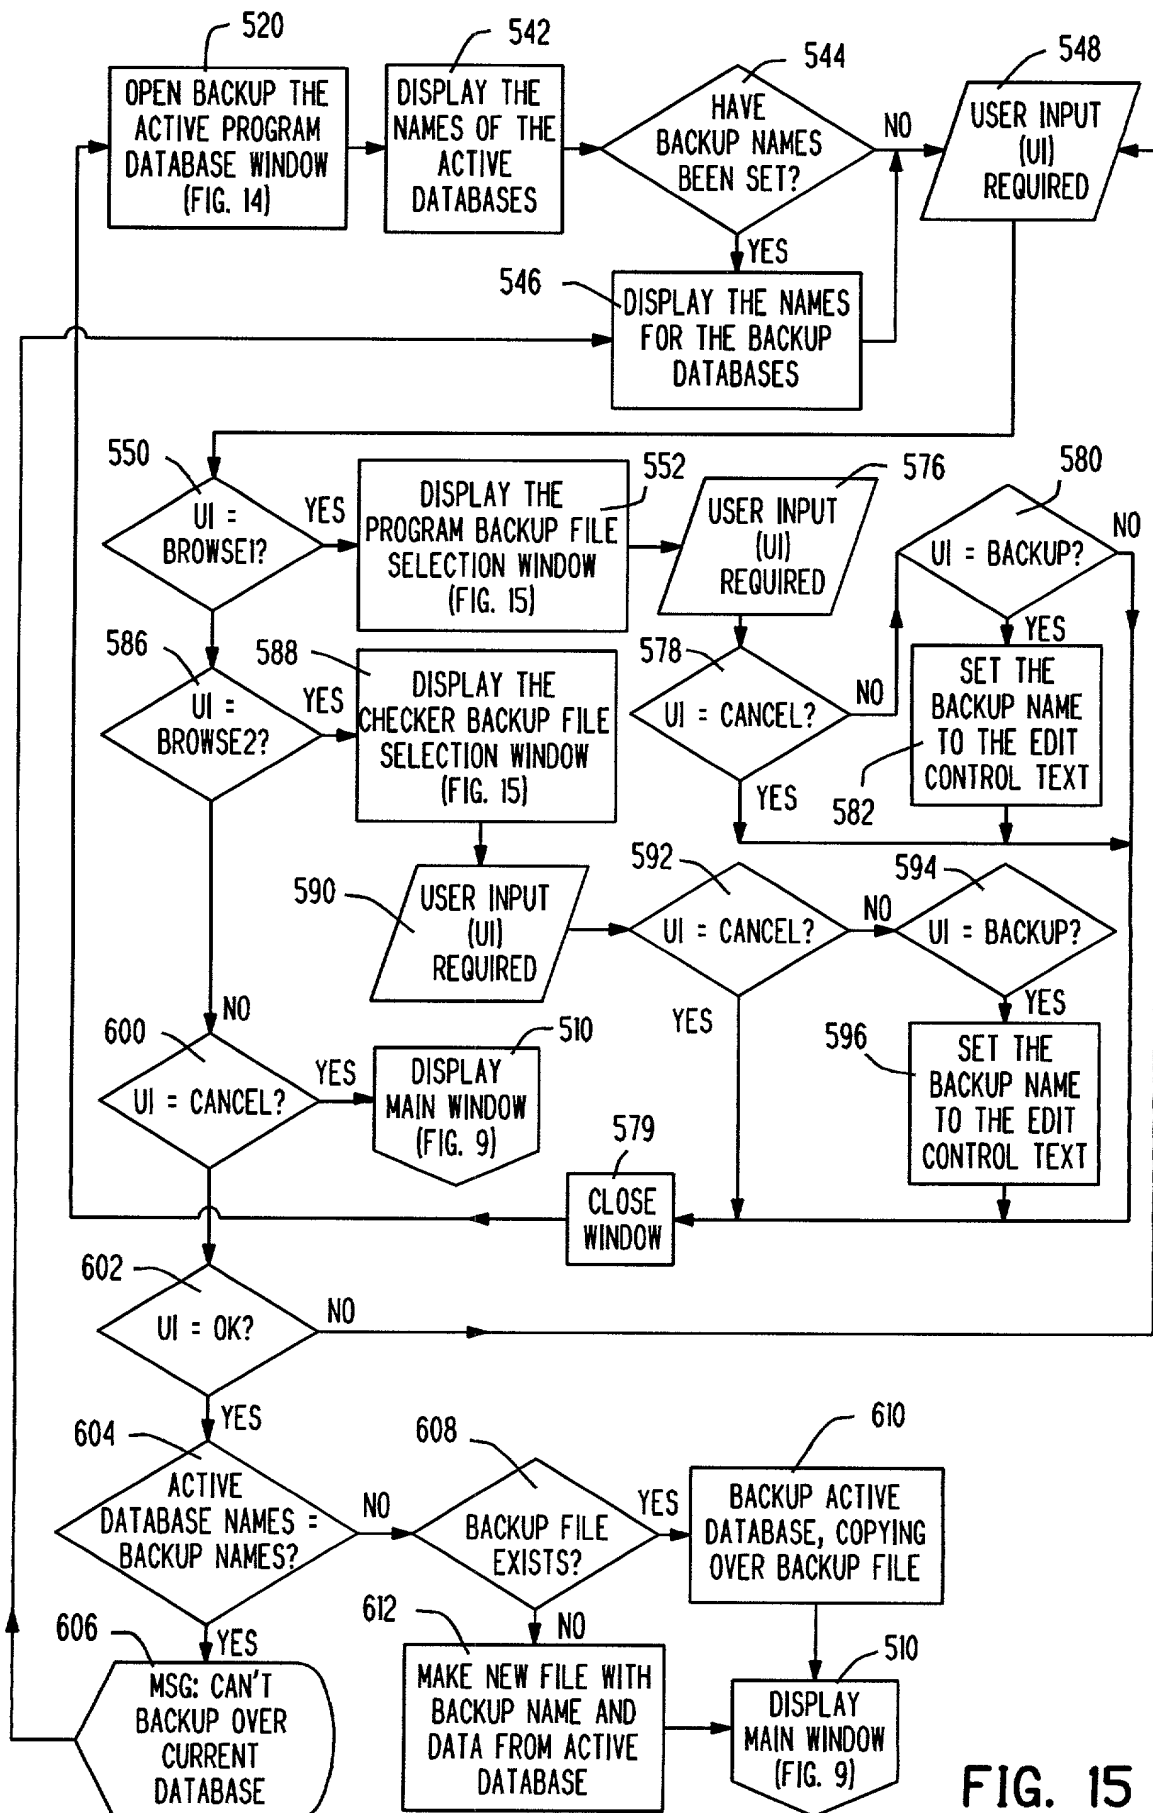 520
542
544
548
OPEN BACKUP THE
ACTIVE PROGRAM
DATABASE WINDOW
(FIG. 14)
DISPLAY THE
NAMES OF THE
ACTIVE
DATABASES
HAVE
BACKUP NAMES
BEEN SET?
NO
USER INPUT
(UI)
REQUIRED
YES
546
DISPLAY THE NAMES
FOR THE BACKUP
DATABASES
550
UI =
BROWSE1?
YES
552
DISPLAY THE
PROGRAM BACKUP FILE
SELECTION WINDOW
(FIG. 15)
576
USER INPUT
(UI)
REQUIRED
580
UI = BACKUP?
NO
YES
586
UI =
BROWSE2?
YES
588
DISPLAY THE
CHECKER BACKUP FILE
SELECTION WINDOW
(FIG. 15)
578
UI = CANCEL?
NO
YES
SET THE
BACKUP NAME
TO THE EDIT
CONTROL TEXT
582
590
USER INPUT
(UI)
REQUIRED
592
UI = CANCEL?
NO
594
UI = BACKUP?
YES
YES
596
SET THE
BACKUP NAME
TO THE EDIT
CONTROL TEXT
NO
600
UI = CANCEL?
YES
510
DISPLAY
MAIN WINDOW
(FIG. 9)
579
CLOSE
WINDOW
602
UI = OK?
NO
YES
604
ACTIVE
DATABASE NAMES =
BACKUP NAMES?
NO
608
BACKUP FILE
EXISTS?
YES
610
BACKUP ACTIVE
DATABASE, COPYING
OVER BACKUP FILE
YES
606
MSG: CAN'T
BACKUP OVER
CURRENT
DATABASE
NO
612
MAKE NEW FILE WITH
BACKUP NAME AND
DATA FROM ACTIVE
DATABASE
510
DISPLAY
MAIN WINDOW
(FIG. 9)
FIG. 15